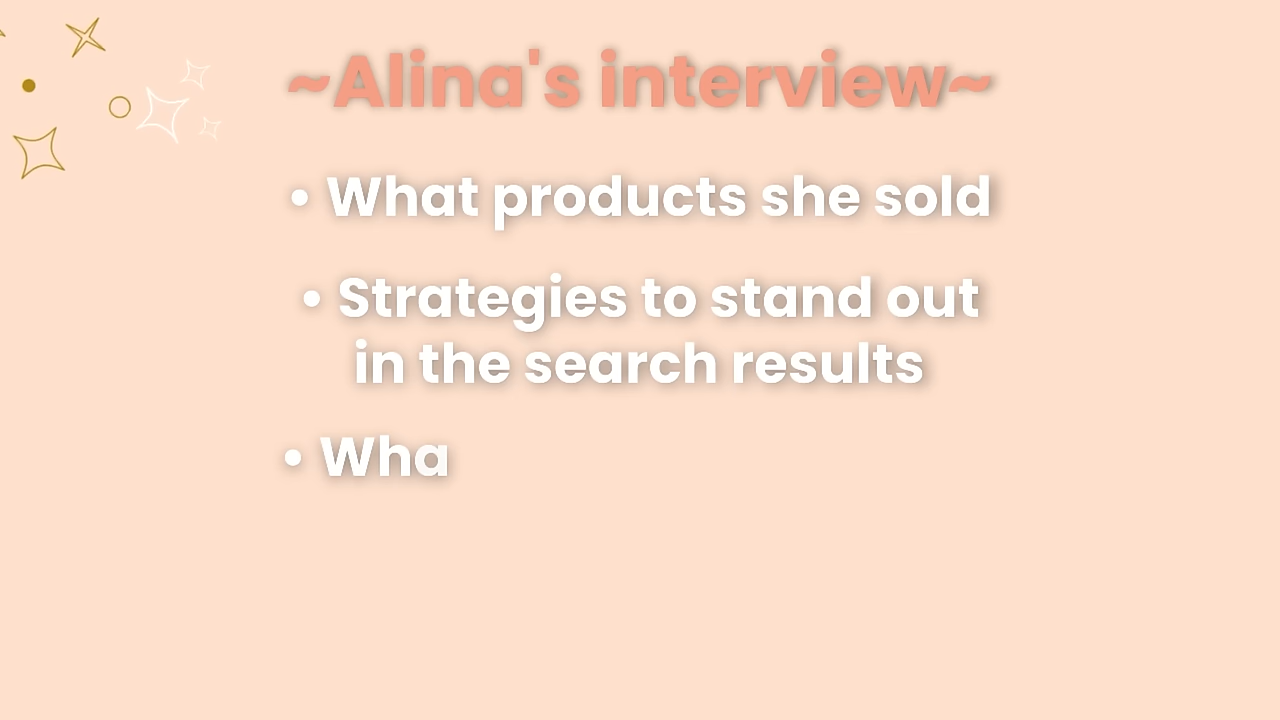 ~Alina's interview~
• What products she sold
• Strategies to stand out
in the search results
• Wha